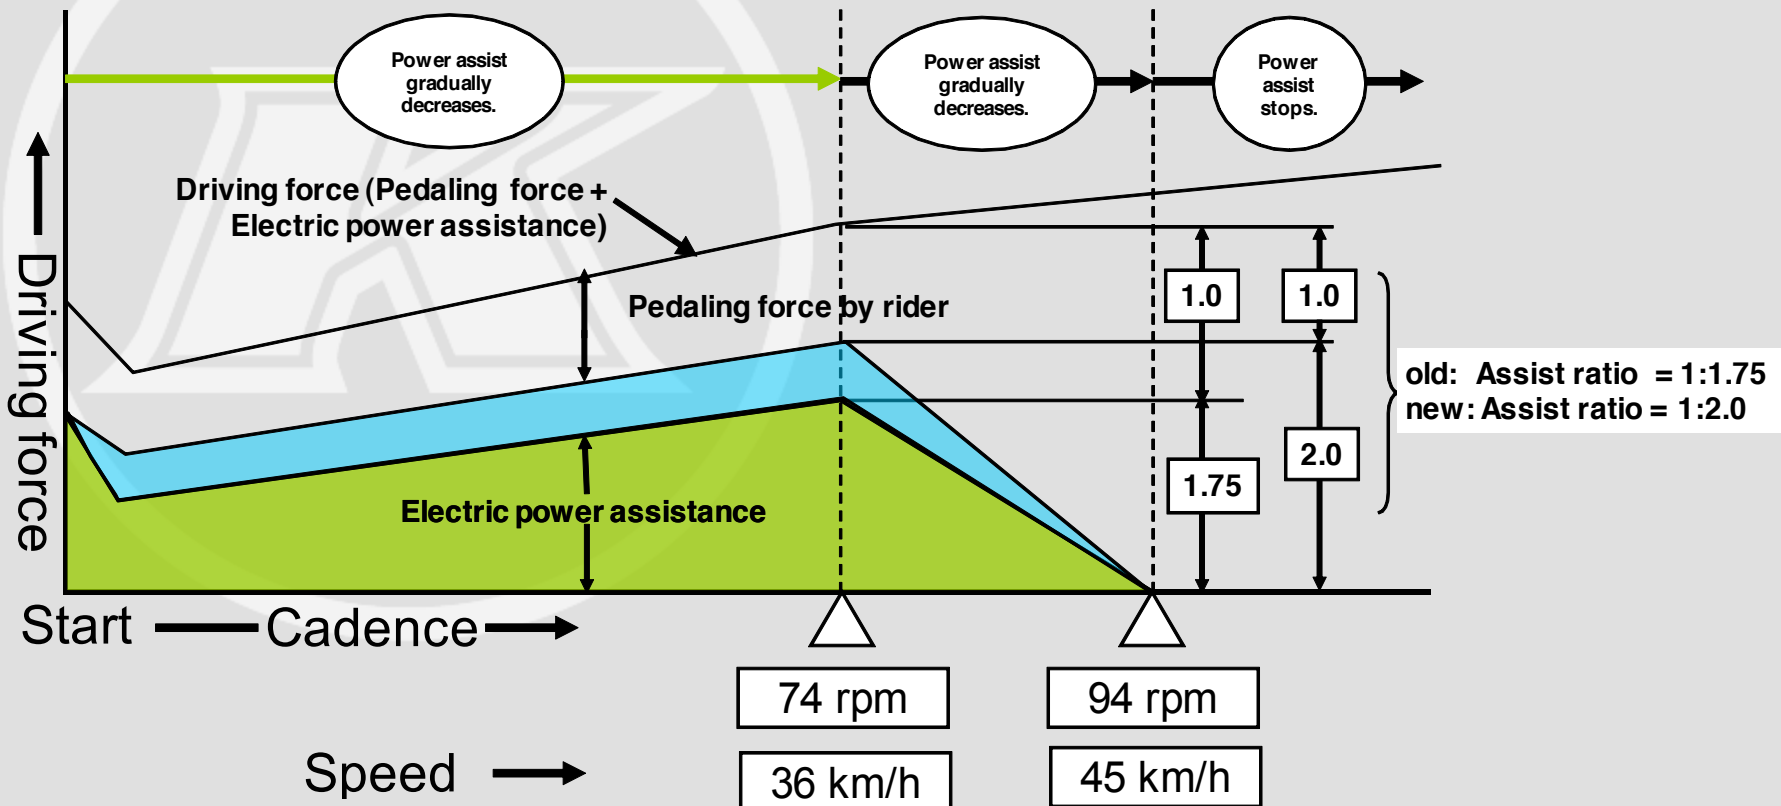 Power assist
gradually
decreases.
Power assist
gradually
decreases.
Power
assist
stops.
Driving force (Pedaling force +
Electric power assistance)
Pedaling force by rider
1.0
1.0
old: Assist ratio = 1:1.75
new: Assist ratio = 1:2.0
2.0
1.75
Electric power assistance
Driving force
Start
Cadence
74 rpm
94 rpm
Speed
36 km/h
45 km/h
K